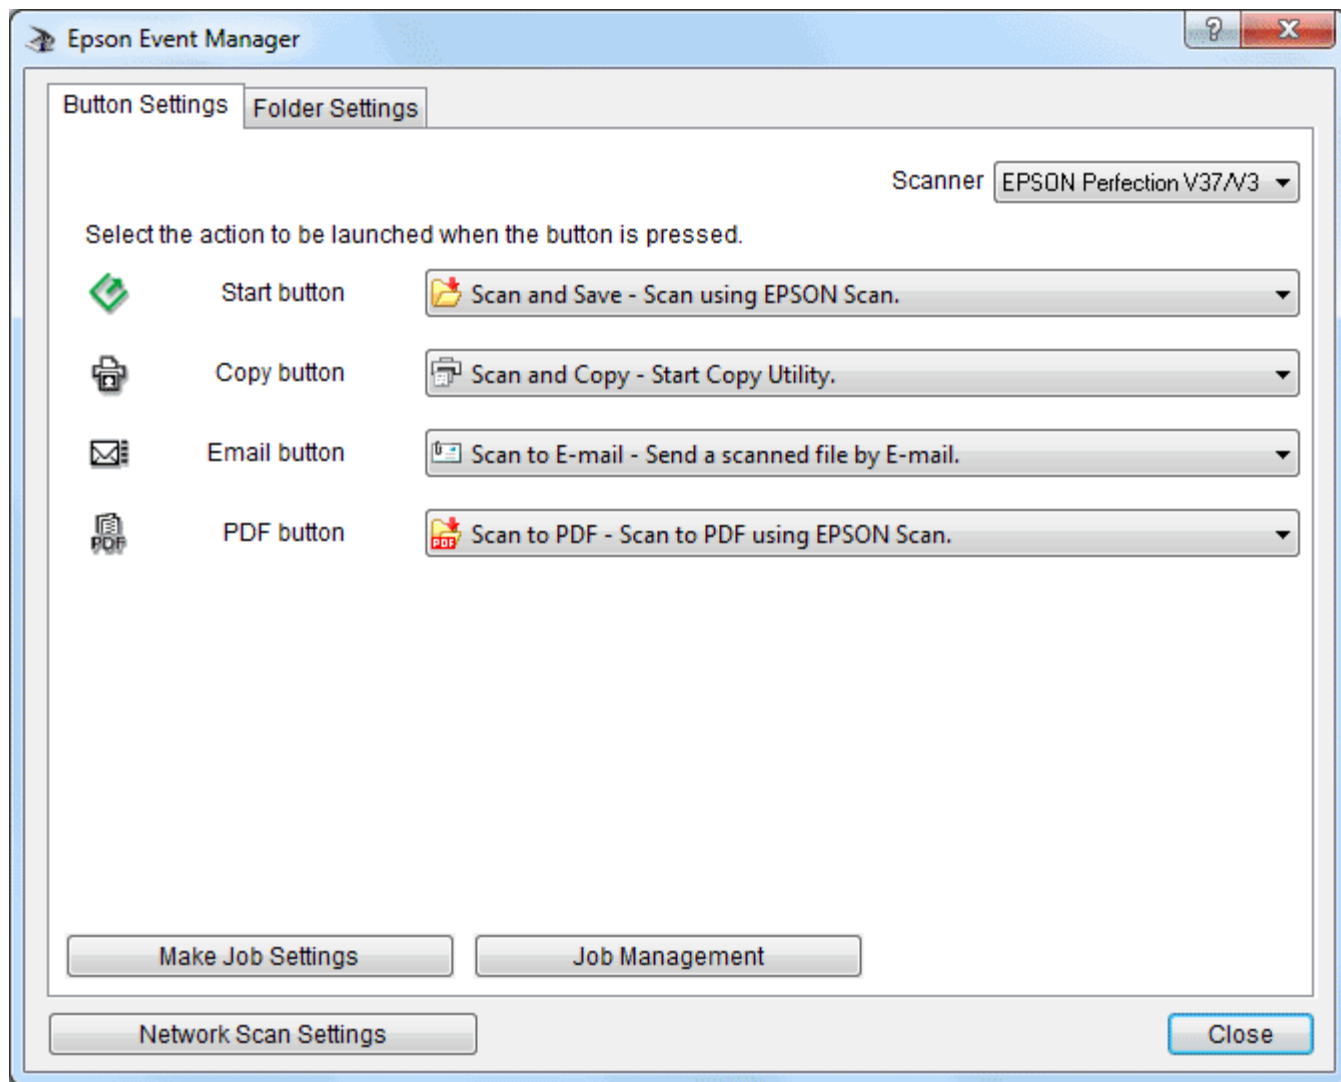 Epson Event Manager
Button Settings
Folder Settings
Scanner EPSON Perfection V37/V3
Select the action to be launched when the button is pressed.
Start button Scan and Save - Scan using EPSON Scan.
Copy button Scan and Copy - Start Copy Utility.
Email button Scan to E-mail - Send a scanned file by E-mail.
PDF PDF button PDF Scan to PDF - Scan to PDF using EPSON Scan.
Make Job Settings Job Management
Network Scan Settings Close